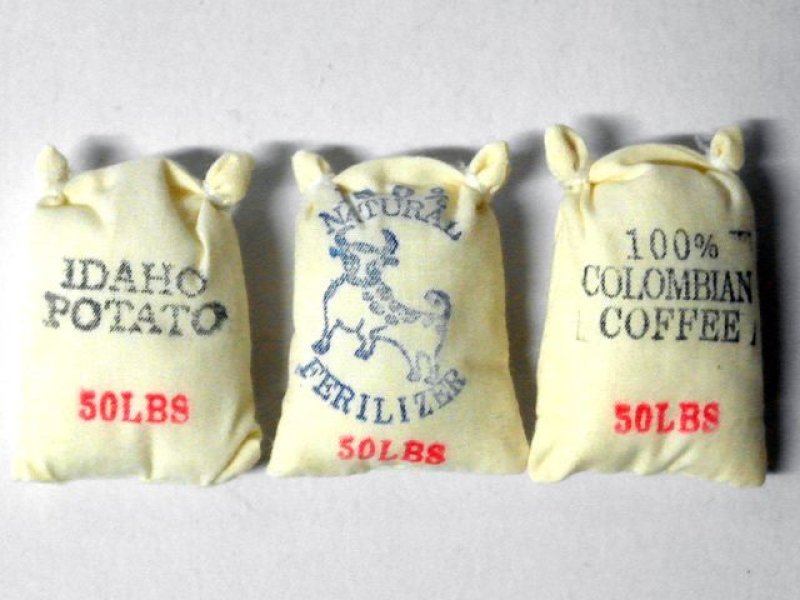 IDAHO
POTATO
50LBS
NATURAL
FERILIZER
50LBS
100%
COLOMBIAN
COFFEE
50LBS